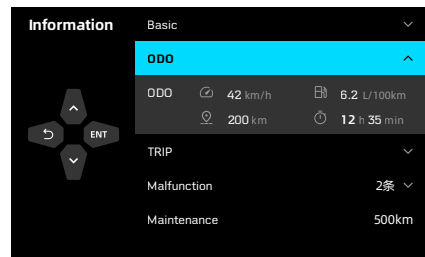 Information
Basic
ODO
ODO 42 km/h 6.2 L/100km
200 km 12 h 35 min
ENT
TRIP
Malfunction 2条
Maintenance 500km